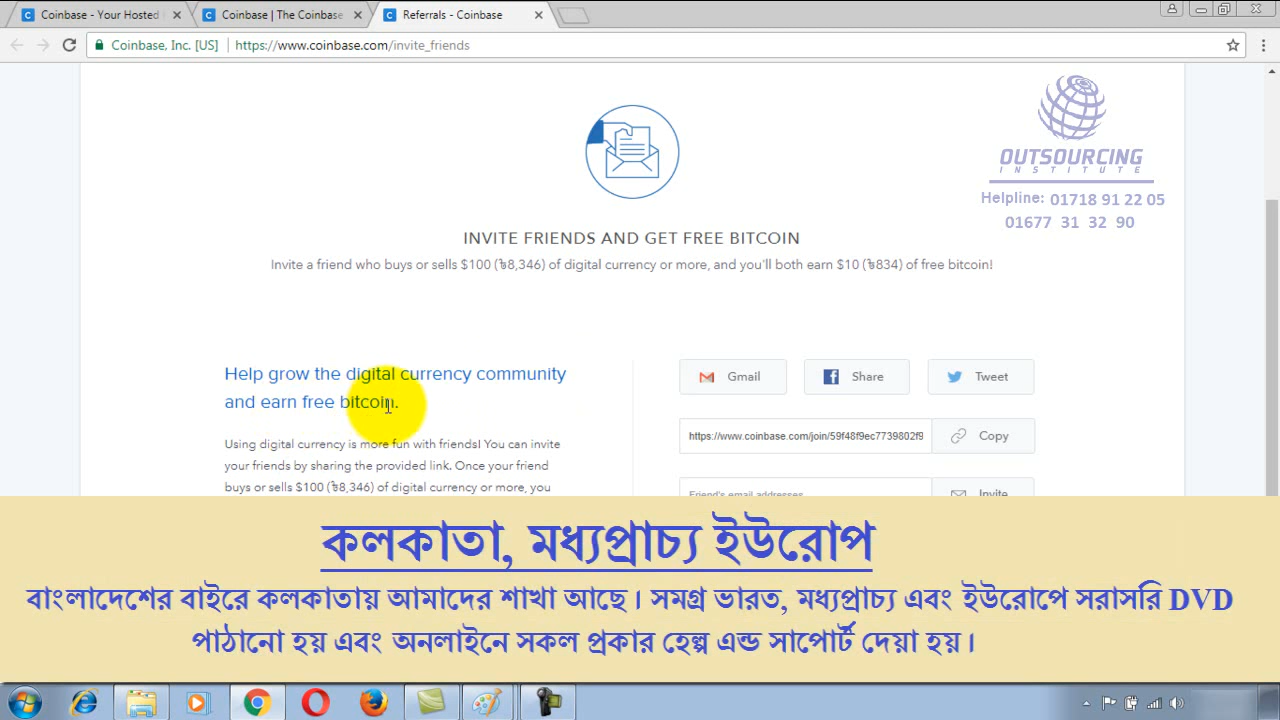 Coinbase - Your Hosted
Coinbase | The Coinbase
Referrals - Coinbase
Coinbase, Inc. [US]
https://www.coinbase.com/invite_friends
OUTSOURCING
INSTITUTE
Helpline: 01718 91 22 05
01677 31 32 90
INVITE FRIENDS AND GET FREE BITCOIN
Invite a friend who buys or sells $100 (৳8,346) of digital currency or more, and you'll both earn $10 (৳834) of free bitcoin!
Help grow the digital currency community
and earn free bitcoin.
Using digital currency is more fun with friends! You can invite
your friends by sharing the provided link. Once your friend
buys or sells $100 (৳8,346) of digital currency or more, you
Gmail
Share
Tweet
https://www.coinbase.com/join/59f48f9ec7739802f9
Copy
Friend's email addresses
Invite
কলকাতা, মধ্যপ্রাচ্য ইউরোপ
বাংলাদেশের বাইরে কলকাতায় আমাদের শাখা আছে। সমগ্র ভারত, মধ্যপ্রাচ্য এবং ইউরোপে সরাসরি DVD
পাঠানো হয় এবং অনলাইনে সকল প্রকার হেল্প এন্ড সাপোর্ট দেয়া হয়।